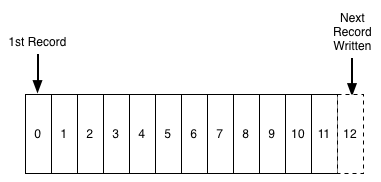 Next
Record
Written
1st Record
0 1 2 3 4 5 6 7 8 9 10 11 12